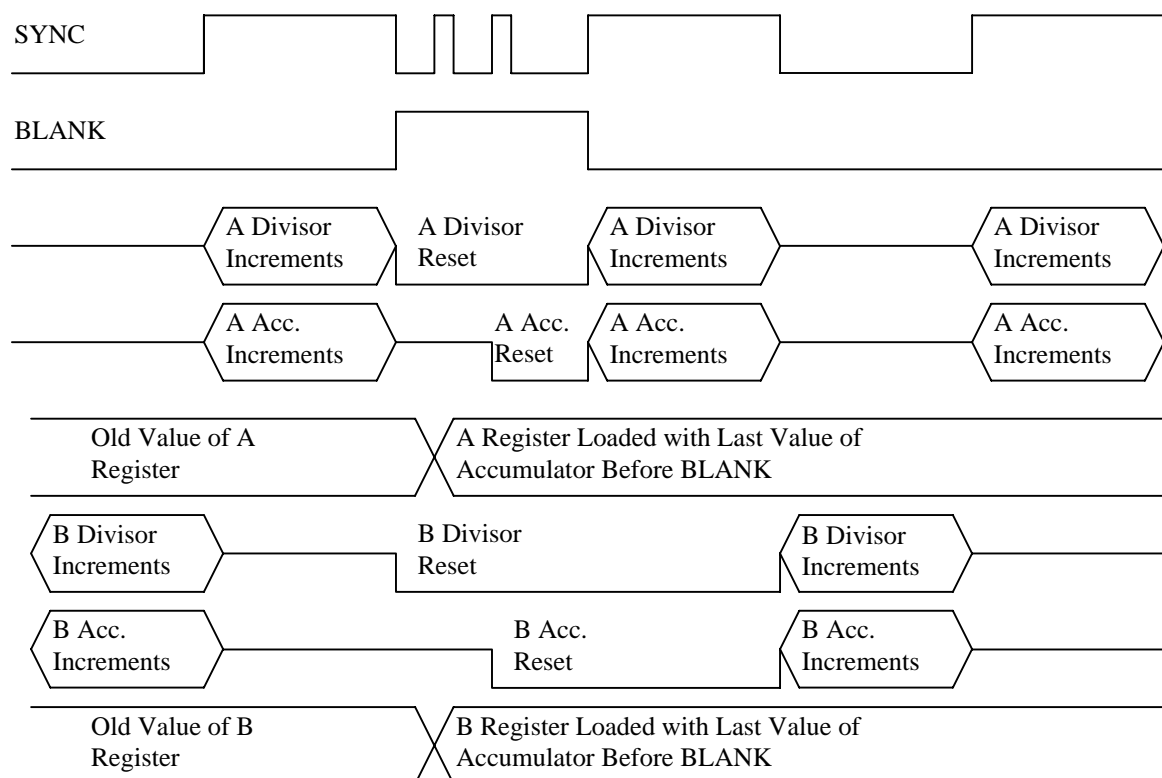 SYNC
BLANK
A Divisor
Increments
A Divisor
Reset
A Divisor
Increments
A Divisor
Increments
A Acc.
Increments
A Acc.
Reset
A Acc.
Increments
A Acc.
Increments
Old Value of A
Register
A Register Loaded with Last Value of
Accumulator Before BLANK
B Divisor
Increments
B Divisor
Reset
B Divisor
Increments
B Acc.
Increments
B Acc.
Reset
B Acc.
Increments
Old Value of B
Register
B Register Loaded with Last Value of
Accumulator Before BLANK